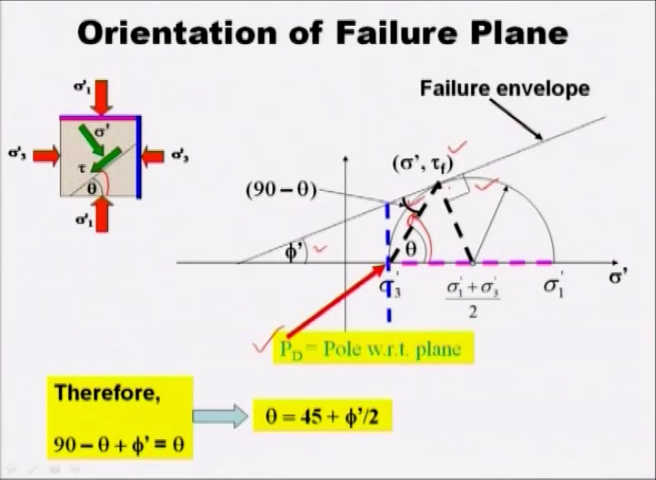 Orientation of Failure Plane
σ'₁
σ'
σ'₃
σ'₃
τ
θ
σ'₁
Failure envelope
(σ', τf)
(90 – θ)
ϕ'
θ
σ'₃
σ'₁ + σ'₃
2
σ'₁
σ'
P_D = Pole w.r.t. plane
Therefore,
90 – θ + ϕ' = θ
θ = 45 + ϕ'/2